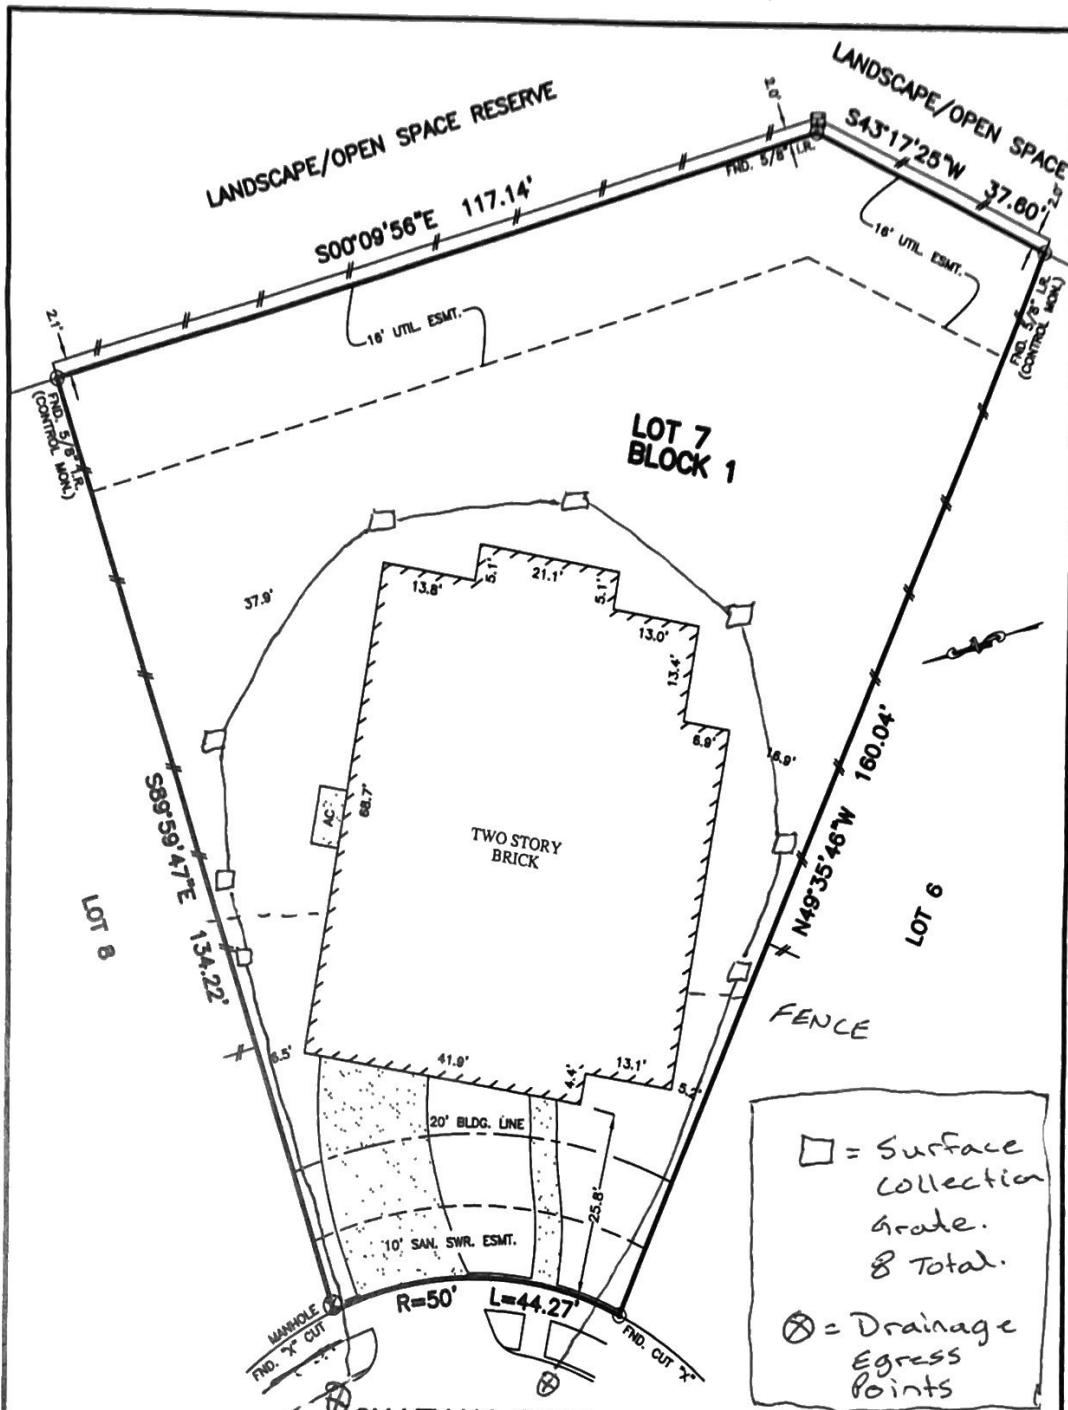 LANDSCAPE/OPEN SPACE RESERVE
LANDSCAPE/OPEN SPACE
2.0'
S43°17'25"W 37.60'
2.0'
FND. 5/8" I.R.
S00°09'56"E 117.14'
16' UTIL. ESMT.
16' UTIL. ESMT.
2.1'
FND. 5/8" I.R.
(CONTROL MON.)
FND. 5/8" I.R.
(CONTROL MON.)
LOT 7
BLOCK 1
37.9'
13.8'
5.1'
21.1'
5.1'
13.0'
13.4'
6.9'
16.9'
68.7'
AC
TWO STORY
BRICK
S89°59'47"E 134.22'
N49°35'46"W 160.04'
LOT 8
LOT 6
FENCE
6.5'
41.9'
4.4'
13.1'
20' BLDG. LINE
25.8'
10' SAN. SWR. ESMT.
R=50' L=44.27'
MANHOLE
FND. "X" CUT
FND. CUT "X"
□ = Surface
collection
Grate.
8 Total.
⊗ = Drainage
Egress
Points